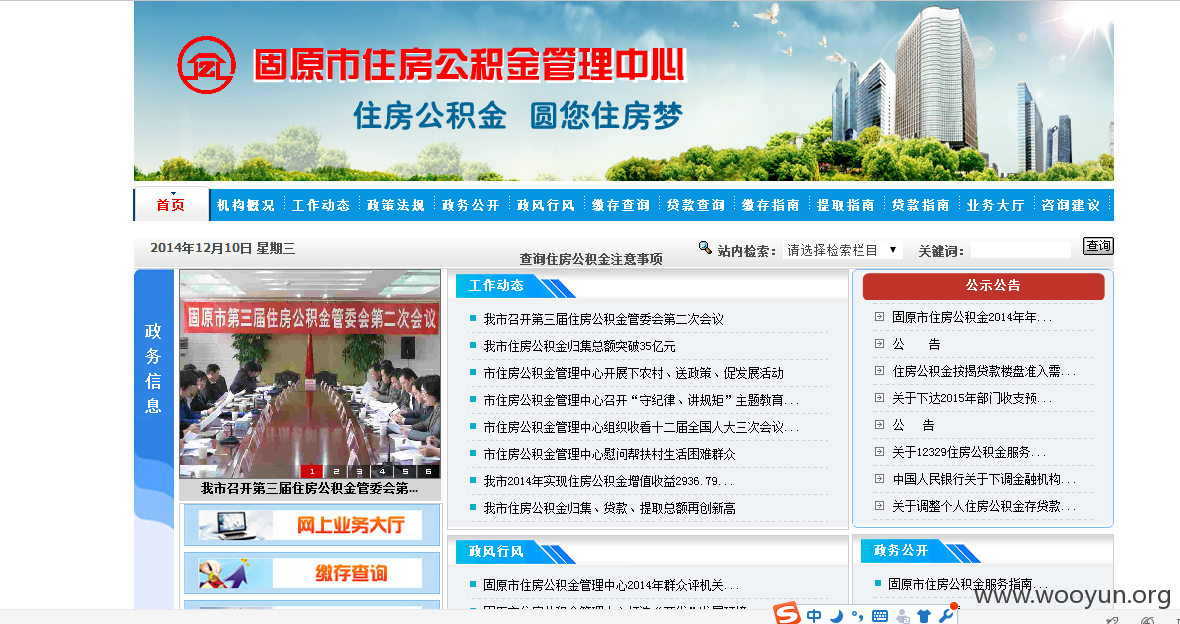 固原市住房公积金管理中心
住房公积金 圆您住房梦
首页 机构概况 工作动态 政策法规 政务公开 政风行风 缴存查询 贷款查询 缴存指南 提取指南 贷款指南 业务大厅 咨询建议
2014年12月10日 星期三
查询住房公积金注意事项
站内检索: 请选择检索栏目 关键词: 查询
政务信息
固原市第三届住房公积金管委会第二次会议
1 2 3 4 5 6
我市召开第三届住房公积金管委会第...
网上业务大厅
缴存查询
工作动态
我市召开第三届住房公积金管委会第二次会议
我市住房公积金归集总额突破35亿元
市住房公积金管理中心开展下农村、送政策、促发展活动
市住房公积金管理中心召开“守纪律、讲规矩”主题教育...
市住房公积金管理中心组织收看十二届全国人大三次会议...
市住房公积金管理中心慰问帮扶村生活困难群众
我市2014年实现住房公积金增值收益2936.79...
我市住房公积金归集、贷款、提取总额再创新高
政风行风
固原市住房公积金管理中心2014年群众评机关...
公示公告
固原市住房公积金2014年年...
公 告
住房公积金按揭贷款楼盘准入需...
关于下达2015年部门收支预...
公 告
关于12329住房公积金服务...
中国人民银行关于下调金融机构...
关于调整个人住房公积金存贷款...
政务公开
固原市住房公积金服务指南...
www.wooyun.org
中